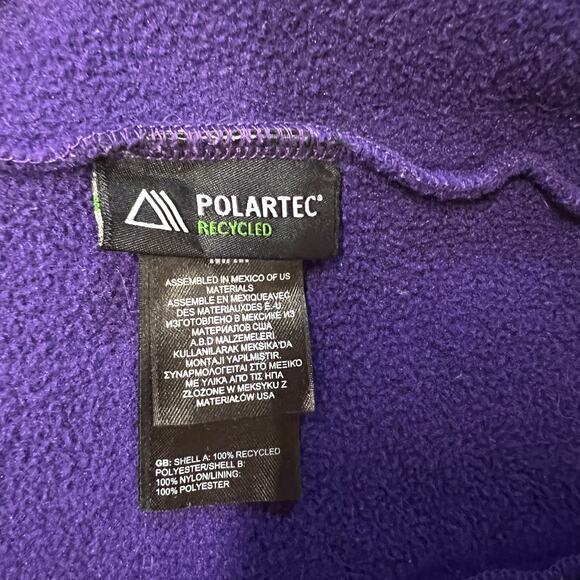 POLARTEC®
RECYCLED
ASSEMBLED IN MEXICO OF US
MATERIALS
ASSEMBLE EN MEXIQUEAVEC
DES MATERIAUXDES É.-U.
ИЗГОТОВЛЕНО В МЕКСИКЕ ИЗ
МАТЕРИАЛОВ США
A.B.D MALZEMELERİ
KULLANILARAK MEKSİKA'DA
MONTAJI YAPILMIŞTIR.
ΣΥΝΑΡΜΟΛΟΓΕΙΤΑΙ ΣΤΟ ΜΕΞΙΚΟ
ΜΕ ΥΛΙΚΑ ΑΠΟ ΤΙΣ ΗΠΑ
ZŁOŻONE W MEKSYKU Z
MATERIAŁÓW USA
GB: SHELL A: 100% RECYCLED
POLYESTER/SHELL B:
100% NYLON/LINING:
100% POLYESTER